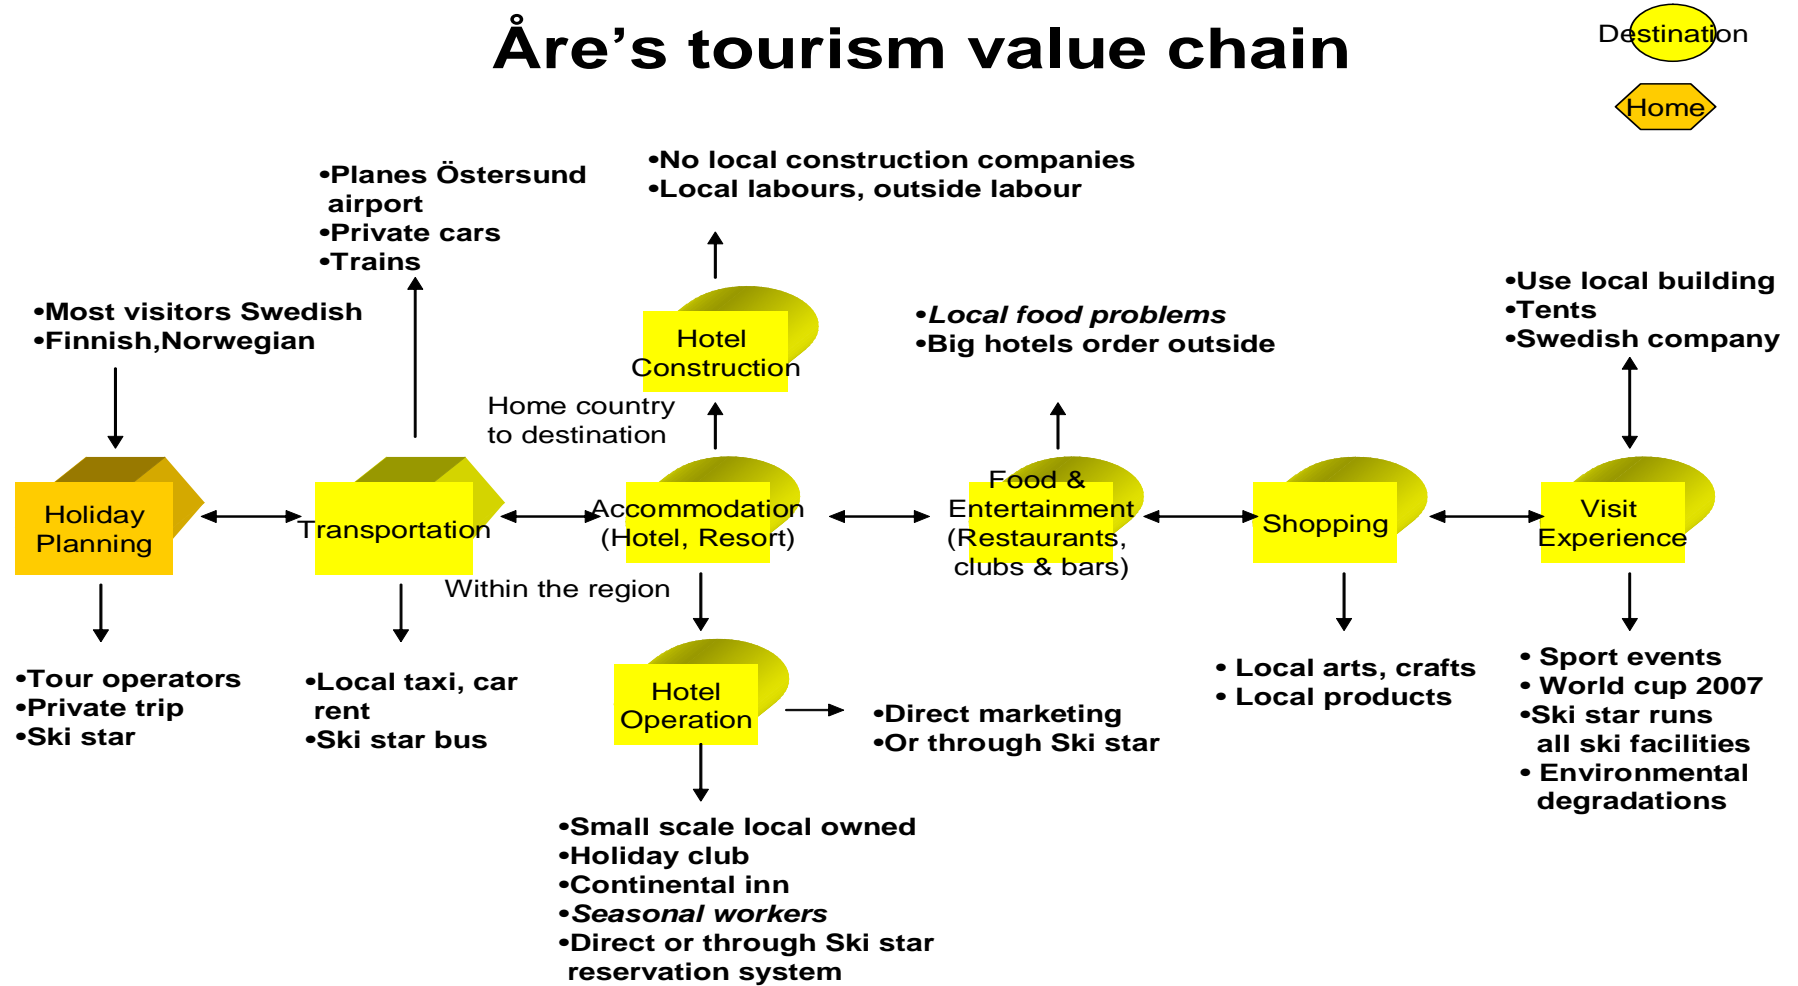 Åre’s tourism value chain
Destination
Home
•Most visitors Swedish
•Finnish,Norwegian
•Planes Östersund
airport
•Private cars
•Trains
•No local construction companies
•Local labours, outside labour
•Local food problems
•Big hotels order outside
•Use local building
•Tents
•Swedish company
Hotel
Construction
Home country
to destination
Holiday
Planning
Transportation
Accommodation
(Hotel, Resort)
Food &
Entertainment
(Restaurants,
clubs & bars)
Shopping
Visit
Experience
Within the region
•Tour operators
•Private trip
•Ski star
•Local taxi, car
rent
•Ski star bus
Hotel
Operation
•Direct marketing
•Or through Ski star
• Local arts, crafts
• Local products
• Sport events
• World cup 2007
•Ski star runs
all ski facilities
• Environmental
degradations
•Small scale local owned
•Holiday club
•Continental inn
•Seasonal workers
•Direct or through Ski star
reservation system